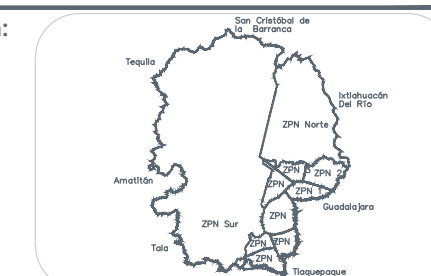 :
San Cristóbal de
la Barranca
Tequila
Ixtlahuacán
Del Río
ZPN Norte
ZPN
ZPN 2
ZPN
ZPN 1
Amatitán
Guadalajara
ZPN
ZPN Sur
ZPN
ZPN
Tala
ZPN
Tlaquepaque